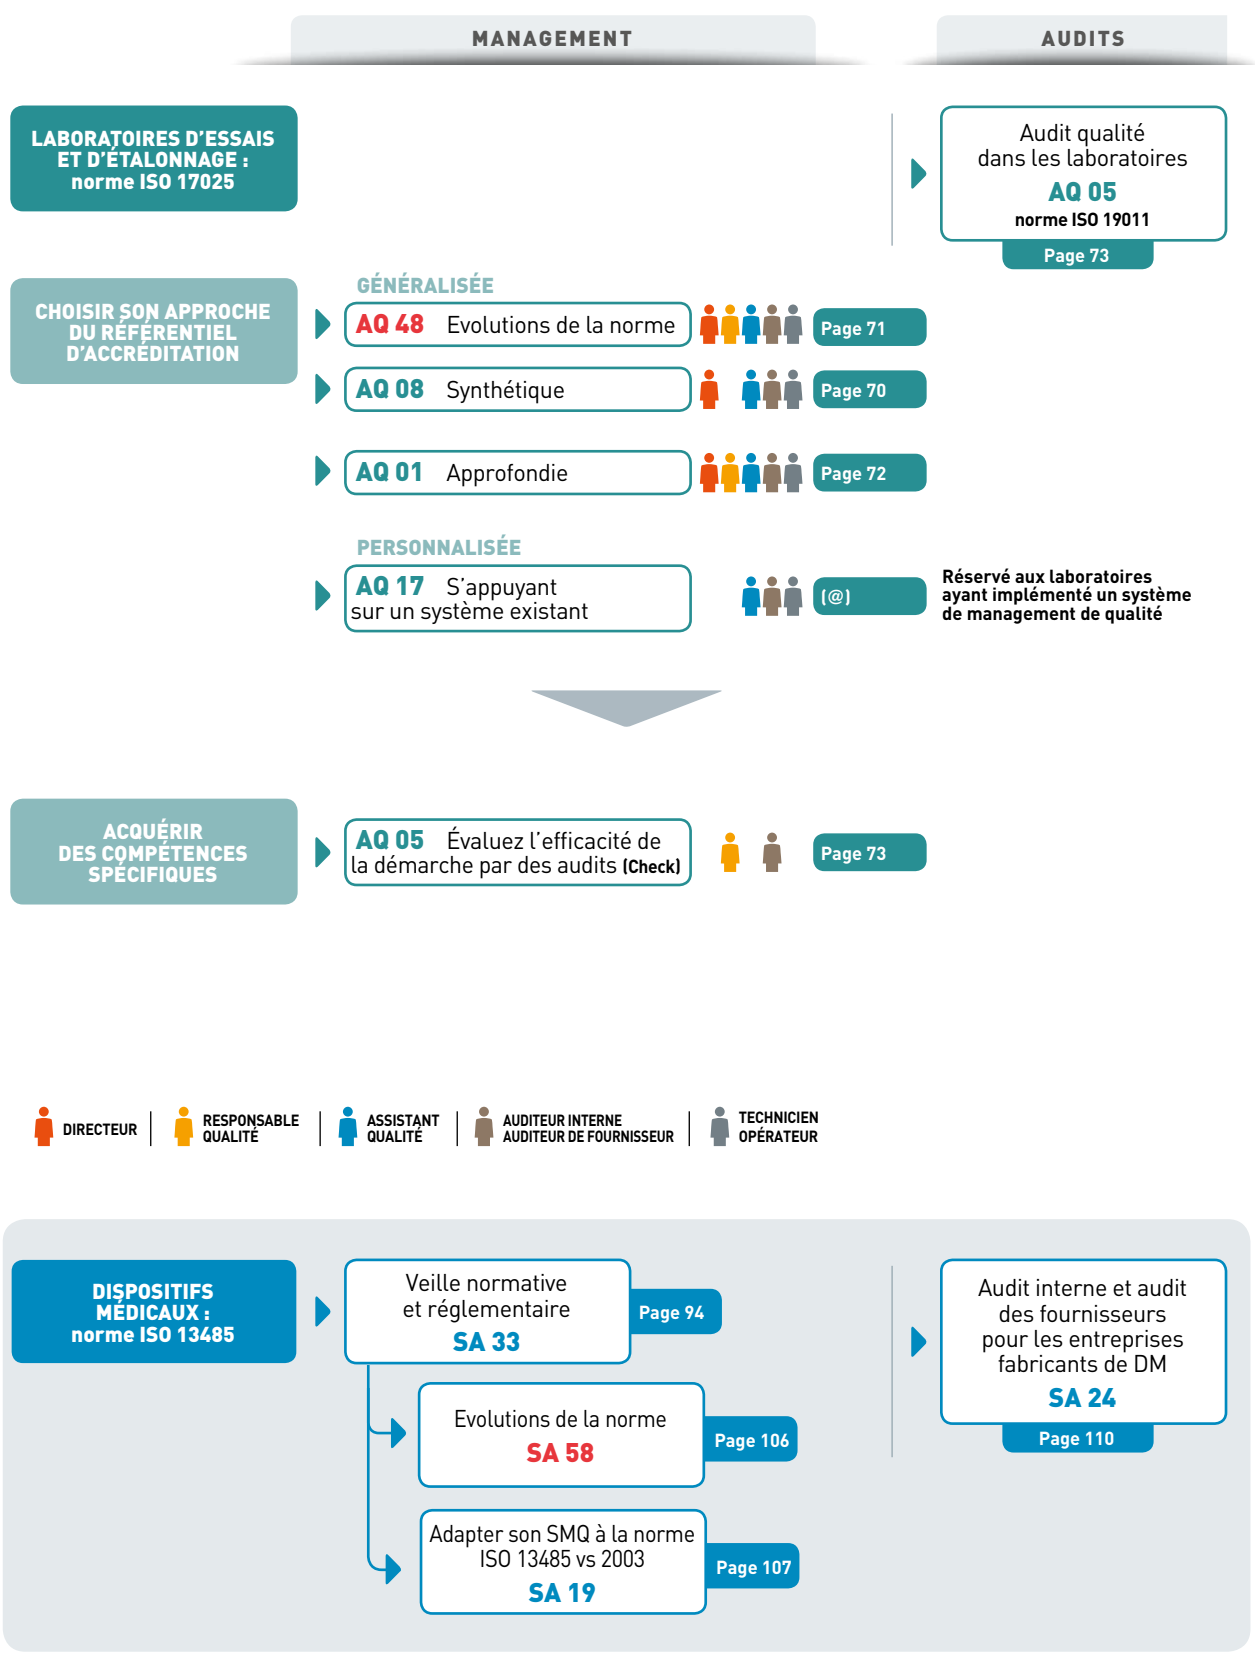 MANAGEMENT
AUDITS
LABORATOIRES D'ESSAIS
ET D'ÉTALONNAGE :
norme ISO 17025
Audit qualité
dans les laboratoires
AQ 05
norme ISO 19011
Page 73
CHOISIR SON APPROCHE
DU RÉFÉRENTIEL
D'ACCRÉDITATION
GÉNÉRALISÉE
AQ 48 Evolutions de la norme
Page 71
AQ 08 Synthétique
Page 70
AQ 01 Approfondie
Page 72
PERSONNALISÉE
AQ 17 S'appuyant
sur un système existant
(@)
Réservé aux laboratoires
ayant implémenté un système
de management de qualité
ACQUÉRIR
DES COMPÉTENCES
SPÉCIFIQUES
AQ 05 Évaluez l'efficacité de
la démarche par des audits (Check)
Page 73
DIRECTEUR
RESPONSABLE
QUALITÉ
ASSISTANT
QUALITÉ
AUDITEUR INTERNE
AUDITEUR DE FOURNISSEUR
TECHNICIEN
OPÉRATEUR
DISPOSITIFS
MÉDICAUX :
norme ISO 13485
Veille normative
et réglementaire
SA 33
Page 94
Evolutions de la norme
SA 58
Page 106
Adapter son SMQ à la norme
ISO 13485 vs 2003
SA 19
Page 107
Audit interne et audit
des fournisseurs
pour les entreprises
fabricants de DM
SA 24
Page 110